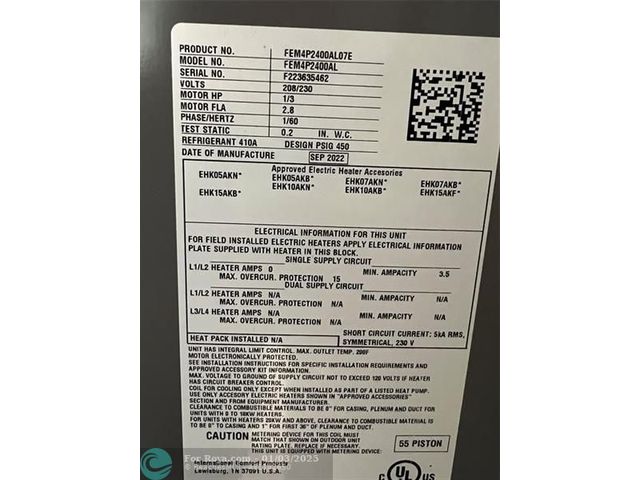 PRODUCT NO. FEM4P2400AL07E
MODEL NO. FEM4P2400AL
SERIAL NO. F223635462
VOLTS 208/230
MOTOR HP 1/3
MOTOR FLA 2.8
PHASE/HERTZ 1/60
TEST STATIC 0.2 IN. W.C.
REFRIGERANT 410A DESIGN PSIG 450
DATE OF MANUFACTURE SEP 2022
Approved Electric Heater Accesories
EHK05AKN* EHK05AKB* EHK07AKN* EHK07AKB*
EHK10AKN* EHK10AKB* EHK15AKF*
EHK15AKB*
ELECTRICAL INFORMATION FOR THIS UNIT
FOR FIELD INSTALLED ELECTRIC HEATERS APPLY ELECTRICAL INFORMATION
PLATE SUPPLIED WITH HEATER IN THIS BLOCK.
SINGLE SUPPLY CIRCUIT
L1/L2 HEATER AMPS 0 MIN. AMPACITY 3.5
MAX. OVERCUR. PROTECTION 15
DUAL SUPPLY CIRCUIT
L1/L2 HEATER AMPS N/A MIN. AMPACITY N/A
MAX. OVERCUR. PROTECTION N/A
L3/L4 HEATER AMPS N/A MIN. AMPACITY N/A
MAX. OVERCUR. PROTECTION N/A
SHORT CIRCUIT CURRENT: 5kA RMS,
SYMMETRICAL, 230 V
HEAT PACK INSTALLED N/A
UNIT HAS INTEGRAL LIMIT CONTROL. MAX. OUTLET TEMP. 200F
MOTOR ELECTRONICALLY PROTECTED.
SEE INSTALLATION INSTRUCTIONS FOR SPECIFIC INSTALLATION REQUIREMENTS AND
APPROVED ACCESSORY KIT INFORMATION.
MAX. VOLTAGE TO GROUND OF SUPPLY CIRCUIT NOT TO EXCEED 120 VOLTS IF HEATER
HAS CIRCUIT BREAKER CONTROL.
COIL FOR COOLING ONLY EXCEPT WHEN INSTALLED AS PART OF A LISTED HEAT PUMP.
USE ONLY ACCESORY ELECTRIC HEATERS SHOWN IN "APPROVED ACCESSORIES"
SECTION AND FROM EQUIPMENT MANUFACTURER.
CLEARANCE TO COMBUSTIBLE MATERIALS TO BE 0" FOR CASING, PLENUM AND DUCT FOR
UNITS WITH 0 TO 18KW HEATERS.
FOR UNITS WITH 20KW OR MORE HEATERS, CLEARANCE TO COMBUSTIBLE MATERIAL IS TO
BE 0" TO CASING AND 1" FOR FIRST 36" OF PLENUM AND DUCT.
CAUTION METERING DEVICE FOR THIS COIL MUST
MATCH THAT SHOWN ON OUTDOOR UNIT
RATING PLATE. REPLACE INDOOR
METERING DEVICE IF NECESSARY.
55 PISTON
International Comfort Products
Lewisburg, TN 37091 U.S.A.
C UL US
For Rova.com - 01/03/2025